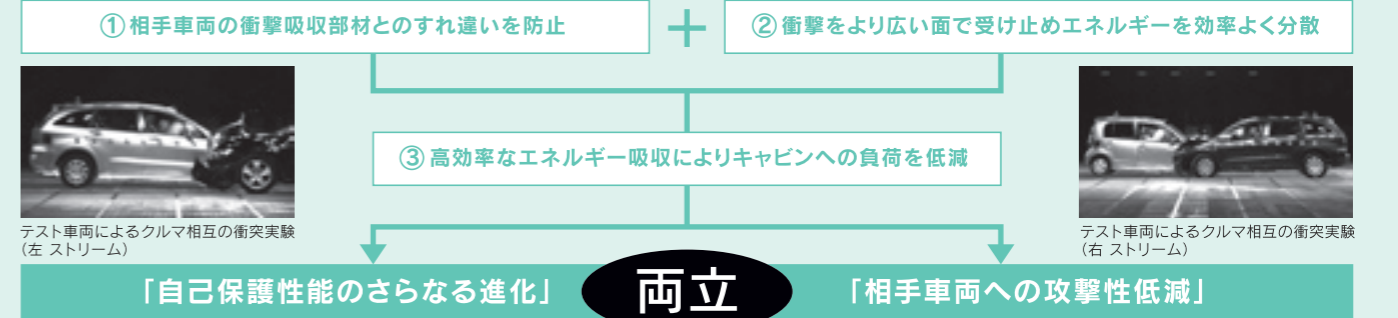 ①相手車両の衝撃吸収部材とのすれ違いを防止
＋
②衝撃をより広い面で受け止めエネルギーを効率よく分散
③高効率なエネルギー吸収によりキャビンへの負荷を低減
テスト車両によるクルマ相互の衝突実験
（左 ストリーム）
テスト車両によるクルマ相互の衝突実験
（右 ストリーム）
「自己保護性能のさらなる進化」
両立
「相手車両への攻撃性低減」